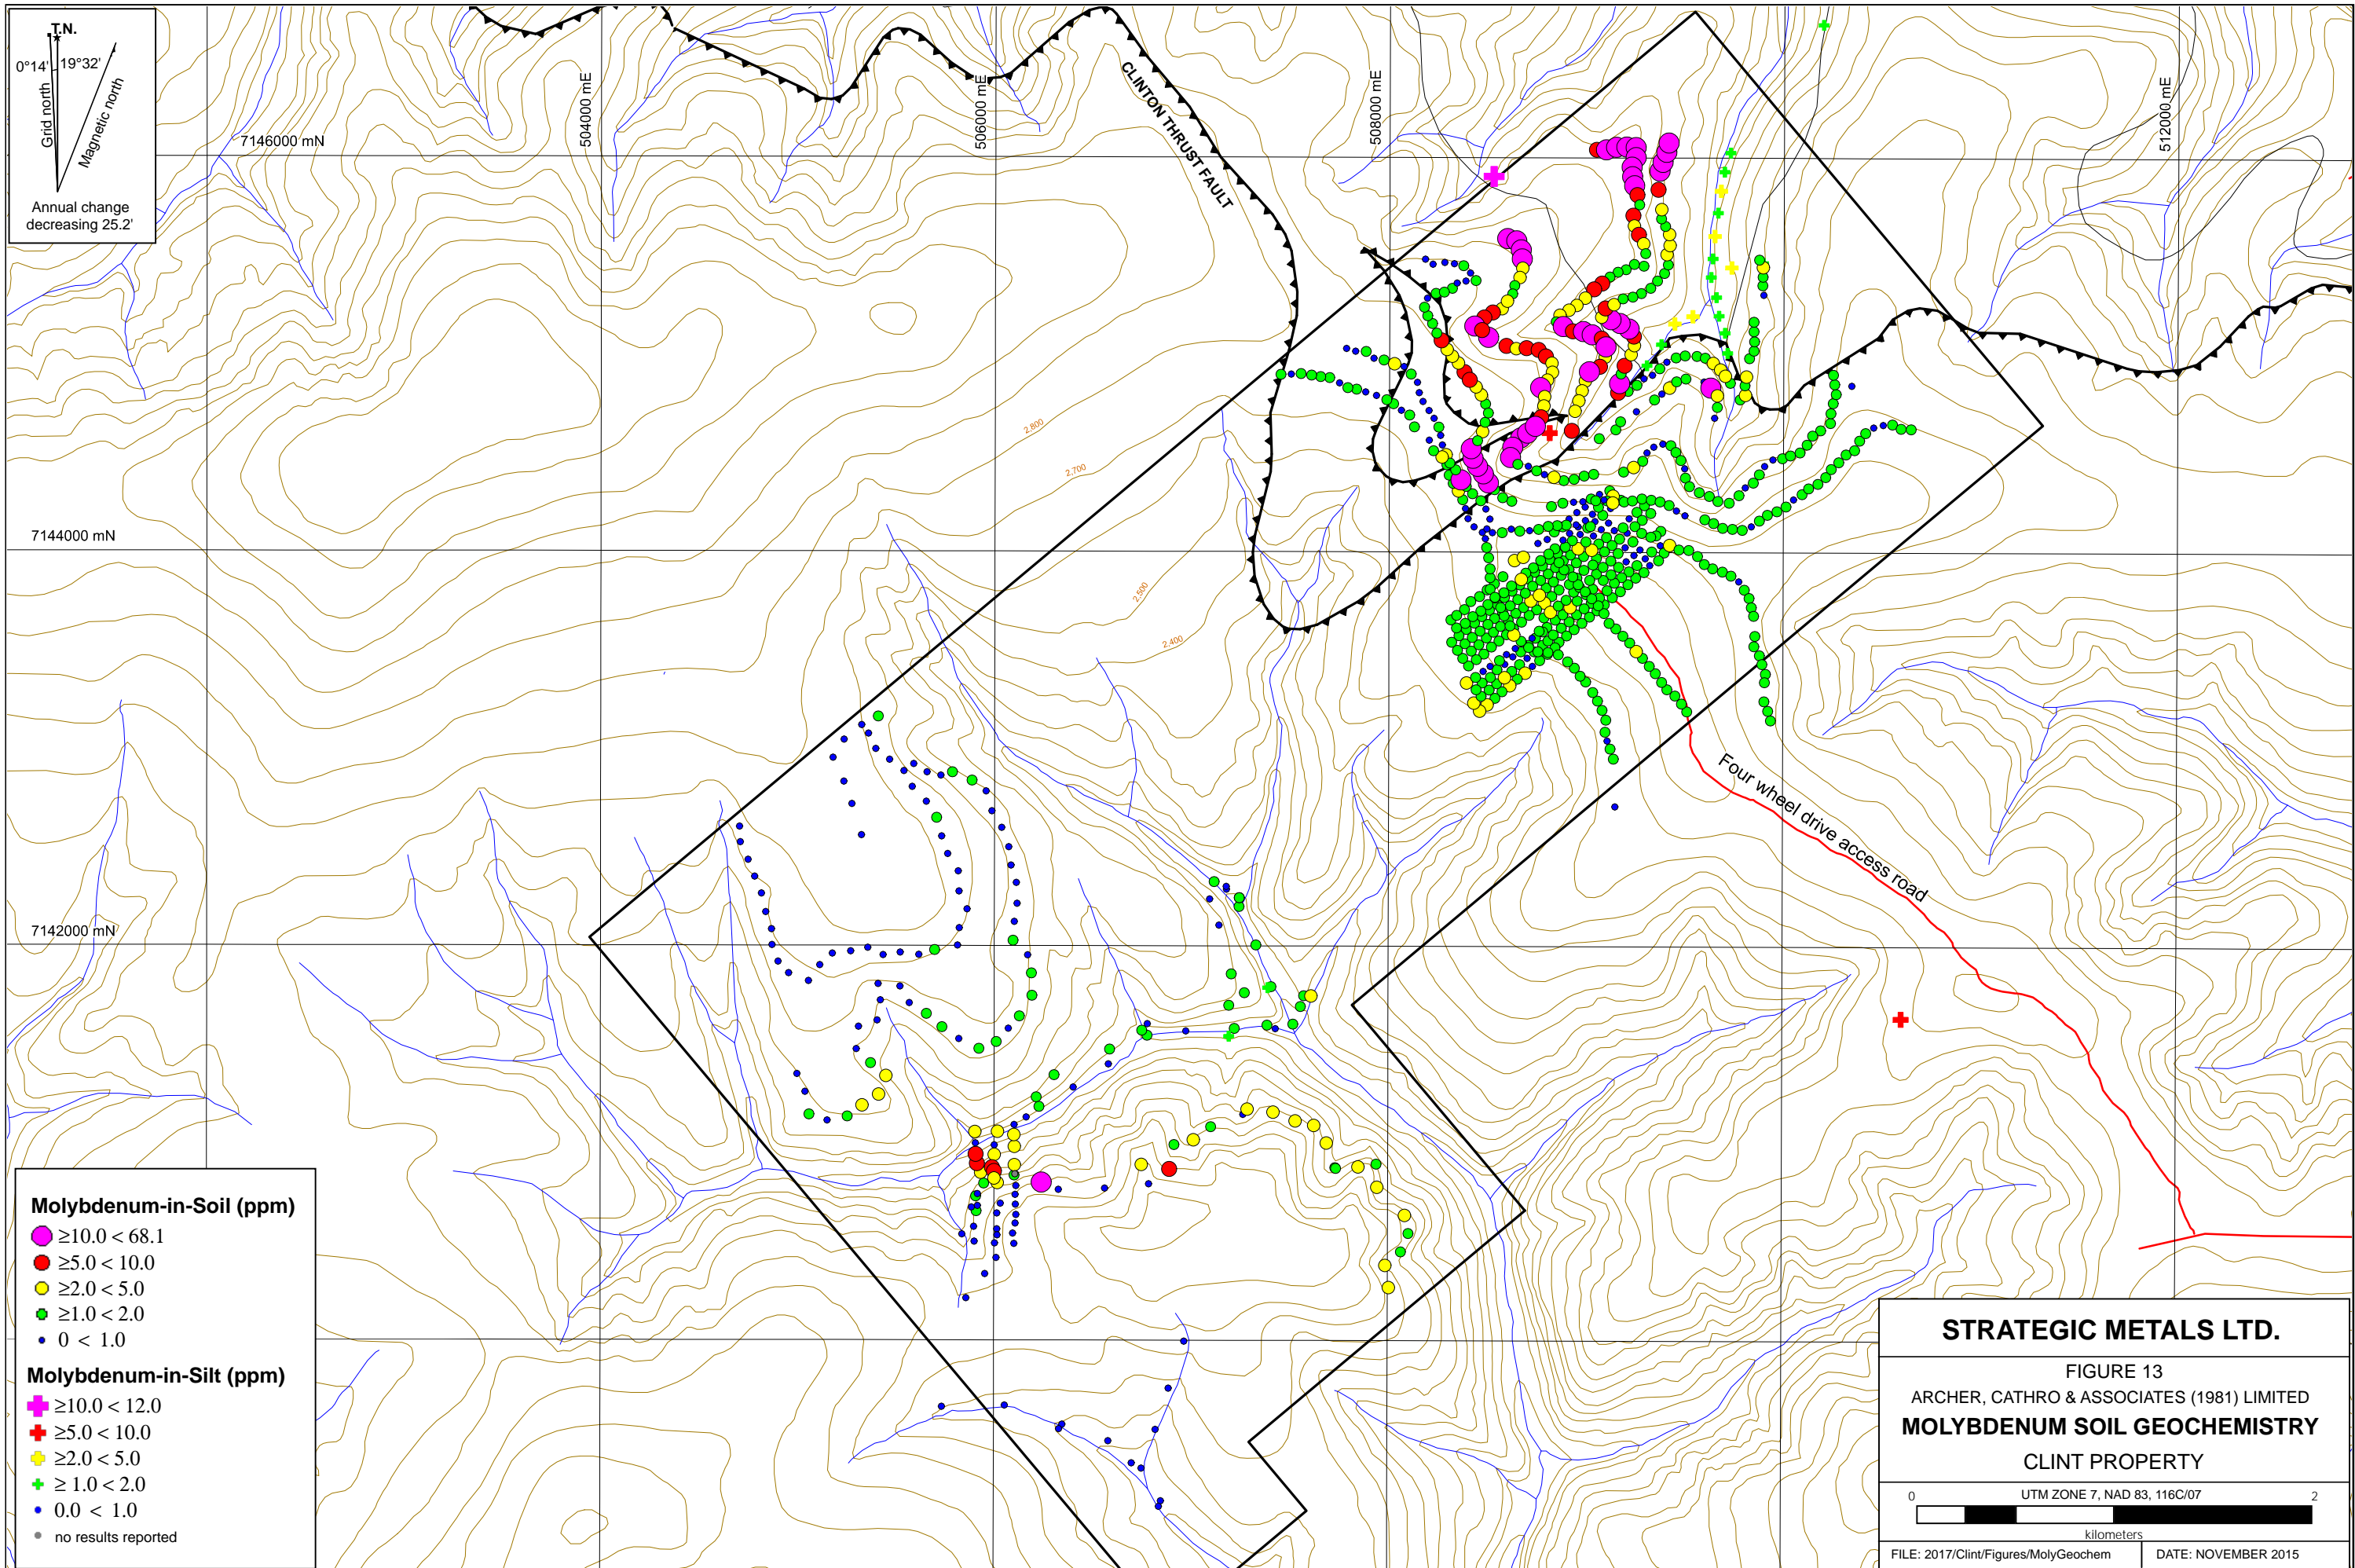 T.N.
0°14'
19°32'
Grid north
Magnetic north
Annual change
decreasing 25.2'
7146000 mN
504000 mE
506000 mE
508000 mE
512000 mE
CLINTON THRUST FAULT
2,800
2,700
7144000 mN
2,500
2,400
Four wheel drive access road
7142000 mN
Molybdenum-in-Soil (ppm)
≥10.0 < 68.1
≥5.0 < 10.0
≥2.0 < 5.0
≥1.0 < 2.0
0 < 1.0
Molybdenum-in-Silt (ppm)
≥10.0 < 12.0
≥5.0 < 10.0
≥2.0 < 5.0
≥ 1.0 < 2.0
0.0 < 1.0
no results reported
STRATEGIC METALS LTD.
FIGURE 13
ARCHER, CATHRO & ASSOCIATES (1981) LIMITED
MOLYBDENUM SOIL GEOCHEMISTRY
CLINT PROPERTY
0 UTM ZONE 7, NAD 83, 116C/07 2
kilometers
FILE: 2017/Clint/Figures/MolyGeochem
DATE: NOVEMBER 2015